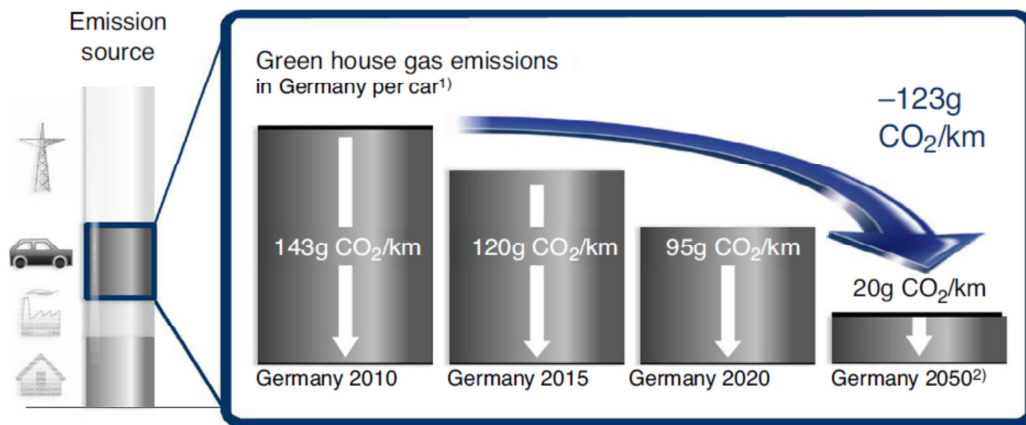 Emission
source
Green house gas emissions
in Germany per car¹⁾
–123g
CO₂/km
143g CO₂/km
120g CO₂/km
95g CO₂/km
20g CO₂/km
Germany 2010
Germany 2015
Germany 2020
Germany 2050²⁾